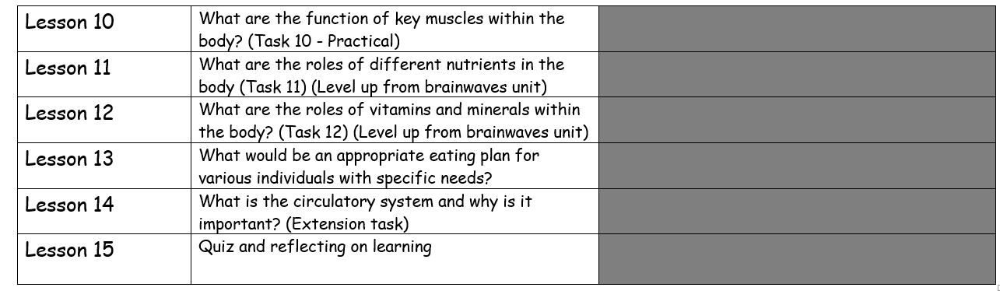 Lesson 10
What are the function of key muscles within the
body? (Task 10 - Practical)
Lesson 11
What are the roles of different nutrients in the
body (Task 11) (Level up from brainwaves unit)
Lesson 12
What are the roles of vitamins and minerals within
the body? (Task 12) (Level up from brainwaves unit)
Lesson 13
What would be an appropriate eating plan for
various individuals with specific needs?
Lesson 14
What is the circulatory system and why is it
important? (Extension task)
Lesson 15
Quiz and reflecting on learning